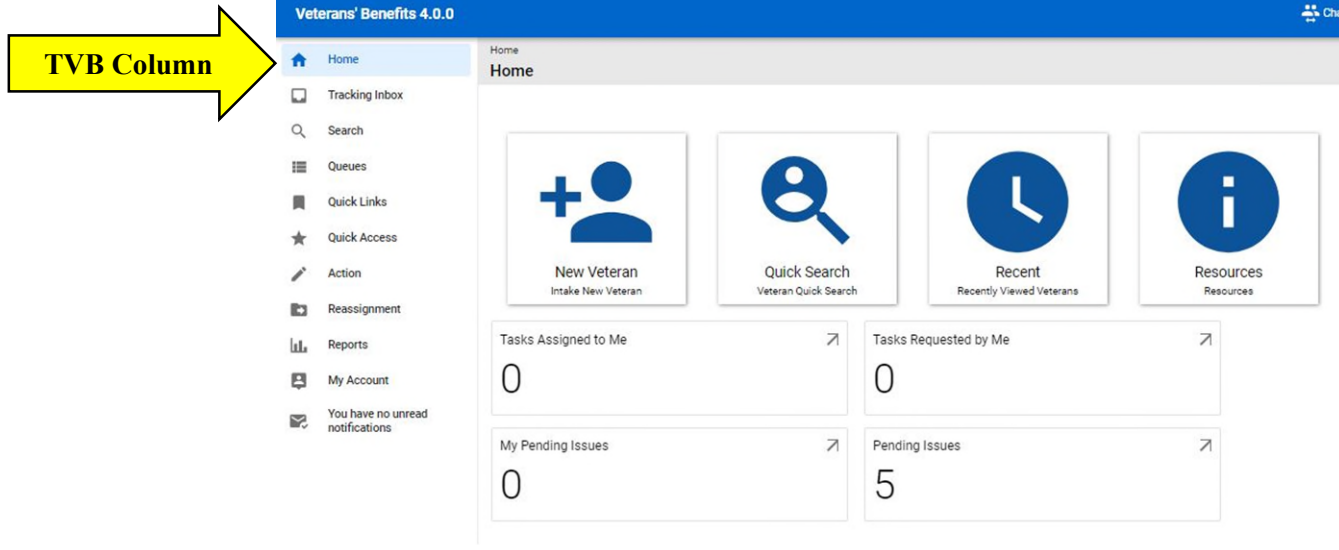 Veterans' Benefits 4.0.0
Cha
TVB Column
Home
Tracking Inbox
Search
Queues
Quick Links
Quick Access
Action
Reassignment
Reports
My Account
You have no unread
notifications
Home
Home
New Veteran
Intake New Veteran
Quick Search
Veteran Quick Search
Recent
Recently Viewed Veterans
Resources
Resources
Tasks Assigned to Me
0
Tasks Requested by Me
0
My Pending Issues
0
Pending Issues
5